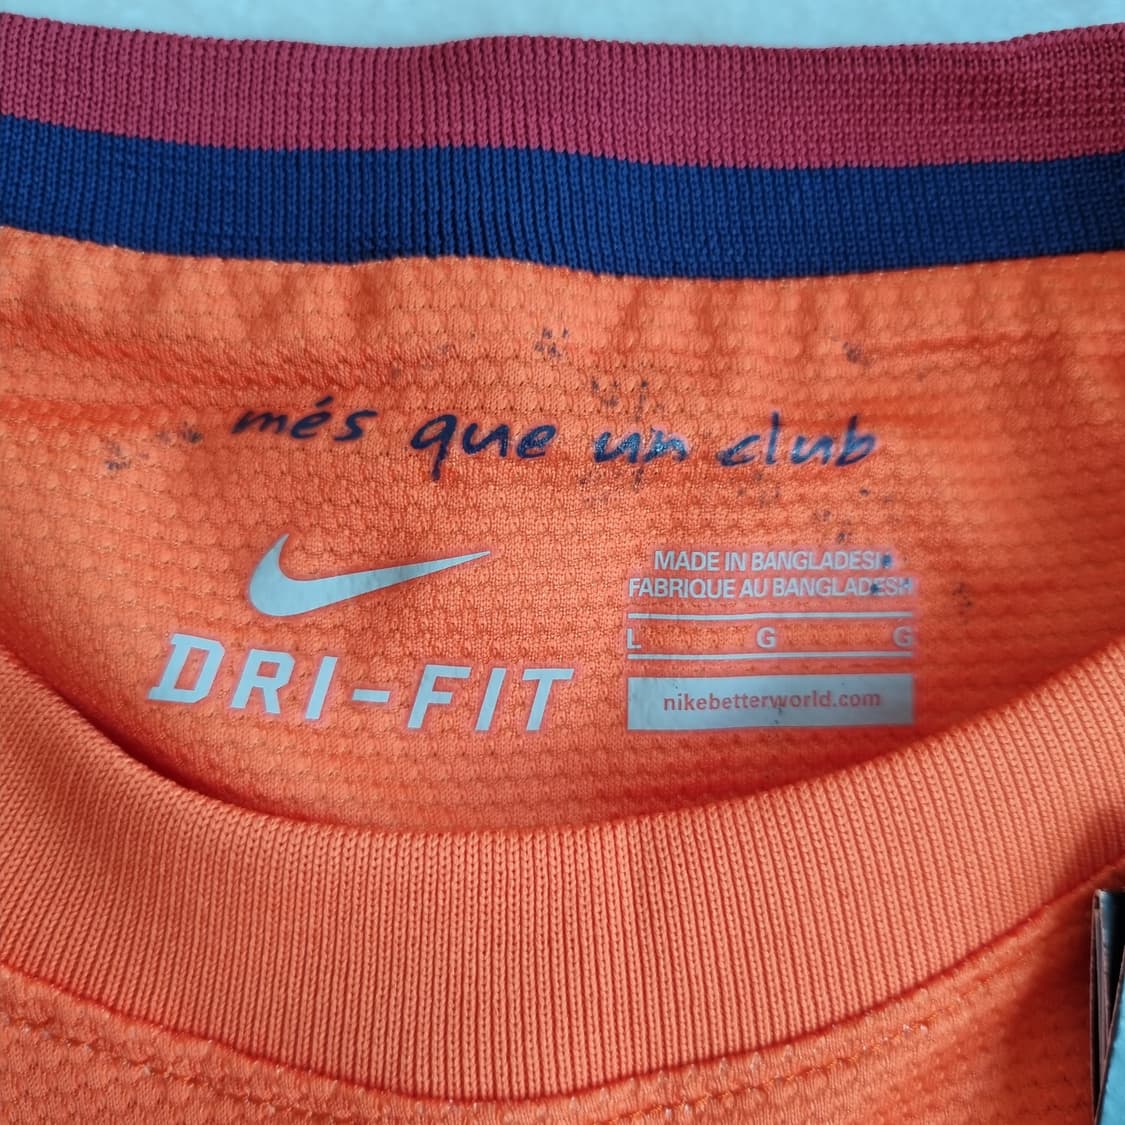 més que un club
DRI-FIT
MADE IN BANGLADESH
FABRIQUE AU BANGLADESH
L G G
nikebetterworld.com